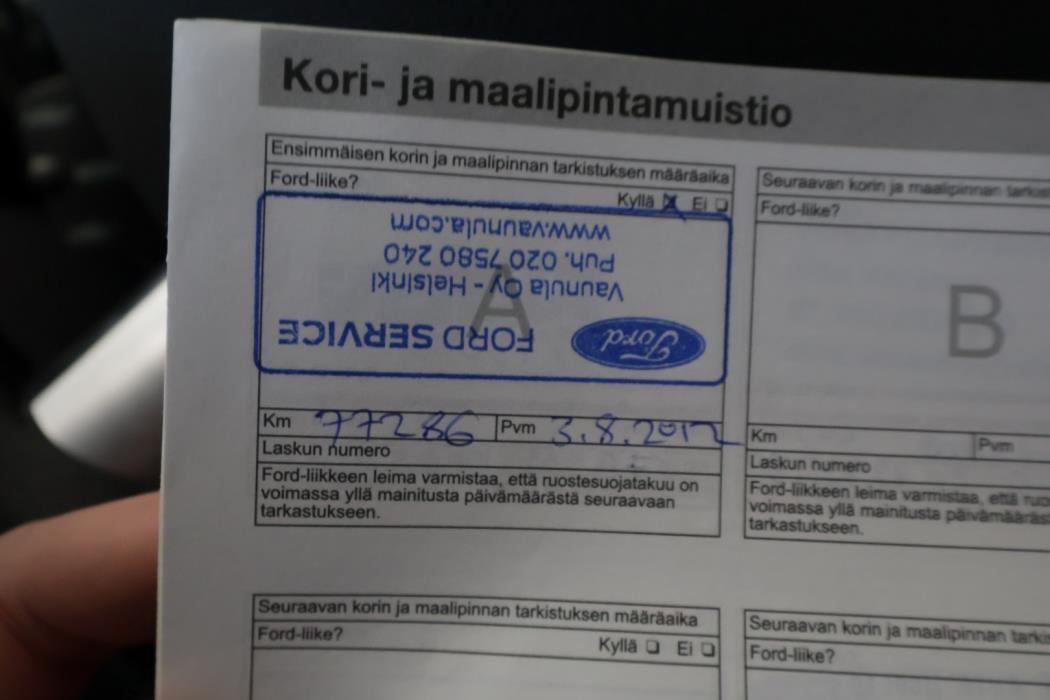 Kori- ja maalipintamuistio
Ensimmäisen korin ja maalipinnan tarkistuksen määräaika
Ford-liike?
Kyllä ☒ Ei ☐
A
FORD SERVICE
Ford
Vaunula Oy - Helsinki
Puh. 020 7580 240
www.vaunula.com
Km 77286 Pvm 3.8.2012
Laskun numero
Ford-liikkeen leima varmistaa, että ruostesuojatakuu on
voimassa yllä mainitusta päivämäärästä seuraavaan
tarkastukseen.
Seuraavan korin ja maalipinnan
Ford-liike?
B
Km Pvm
Laskun numero
Ford-liikkeen leima varmistaa, että
voimassa yllä mainitusta
tarkastukseen.
Seuraavan korin ja maalipinnan tarkistuksen määräaika
Ford-liike?
Kyllä ☐ Ei ☐
Seuraavan korin ja maalipinnan
Ford-liike?